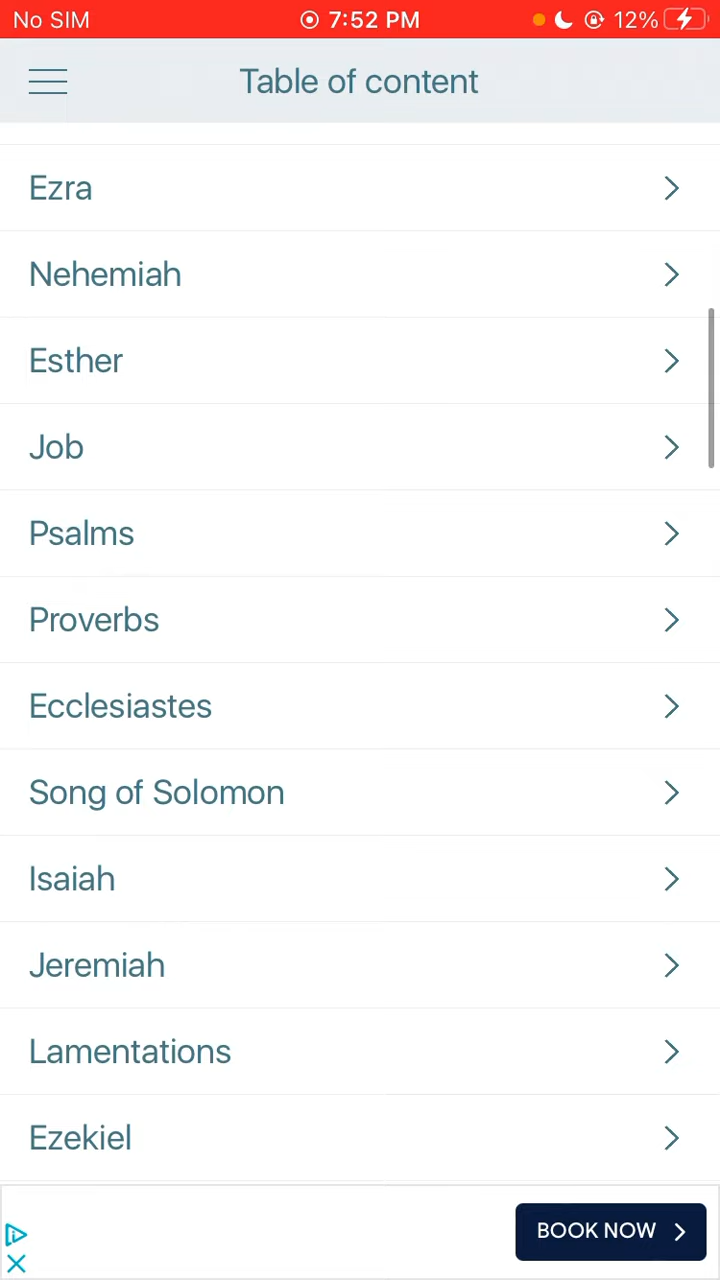 No SIM 7:52 PM 12%
Table of content
Ezra
Nehemiah
Esther
Job
Psalms
Proverbs
Ecclesiastes
Song of Solomon
Isaiah
Jeremiah
Lamentations
Ezekiel
BOOK NOW